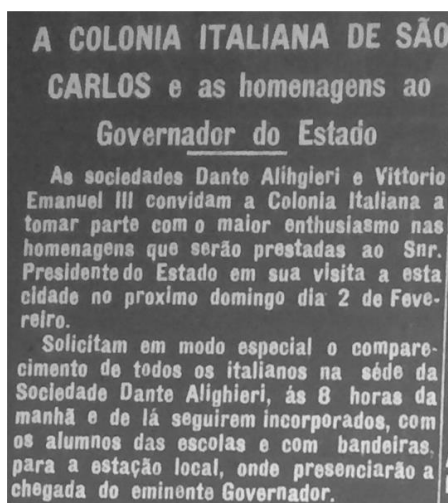 A COLONIA ITALIANA DE SÃO
CARLOS e as homenagens ao
Governador do Estado
As sociedades Dante Alihgieri e Vittorio
Emanuel III convidam a Colonia Italiana a
tomar parte com o maior enthusiasmo nas
homenagens que serão prestadas ao Snr.
Presidente do Estado em sua visita a esta
cidade no proximo domingo dia 2 de Feve-
reiro.
Solicitam em modo especial o compare-
cimento de todos os italianos na séde da
Sociedade Dante Alighieri, ás 8 horas da
manhã e de lá seguirem incorporados, com
os alumnos das escolas e com bandeiras,
para a estação local, onde presenciarão a
chegada do eminente Governador.